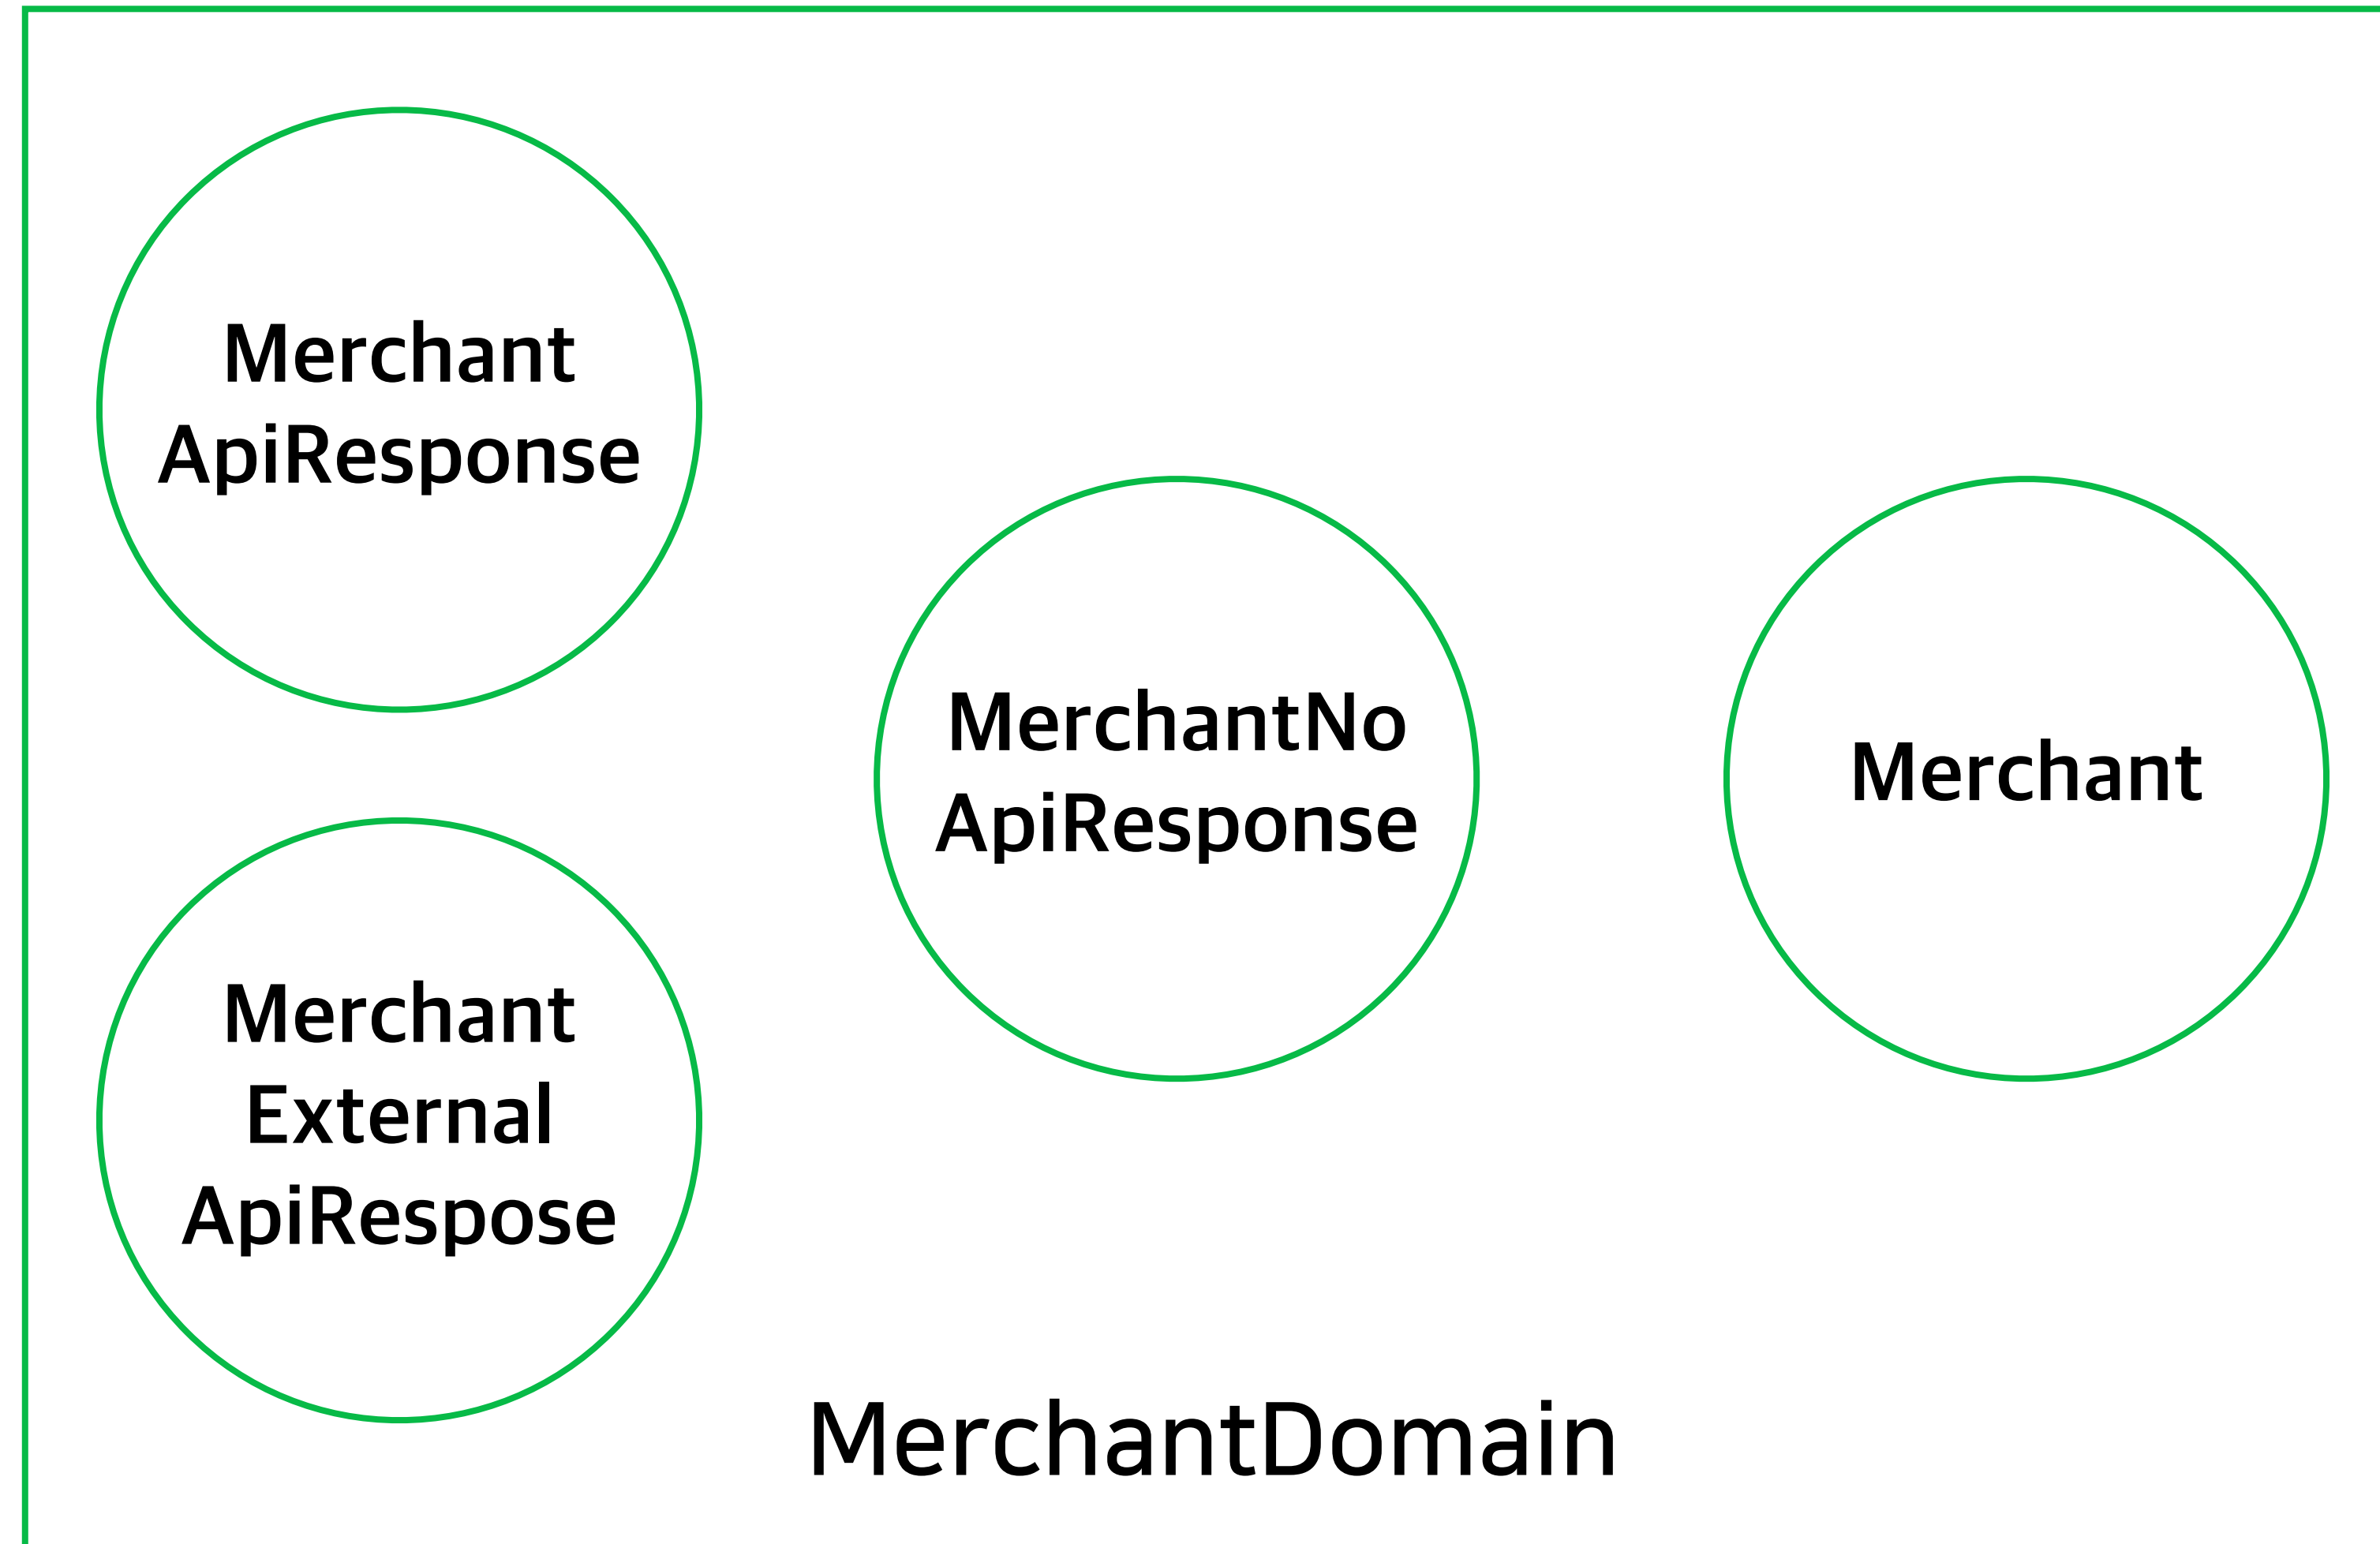 Merchant
ApiResponse
Merchant
External
ApiRespose
MerchantNo
ApiResponse
Merchant
MerchantDomain